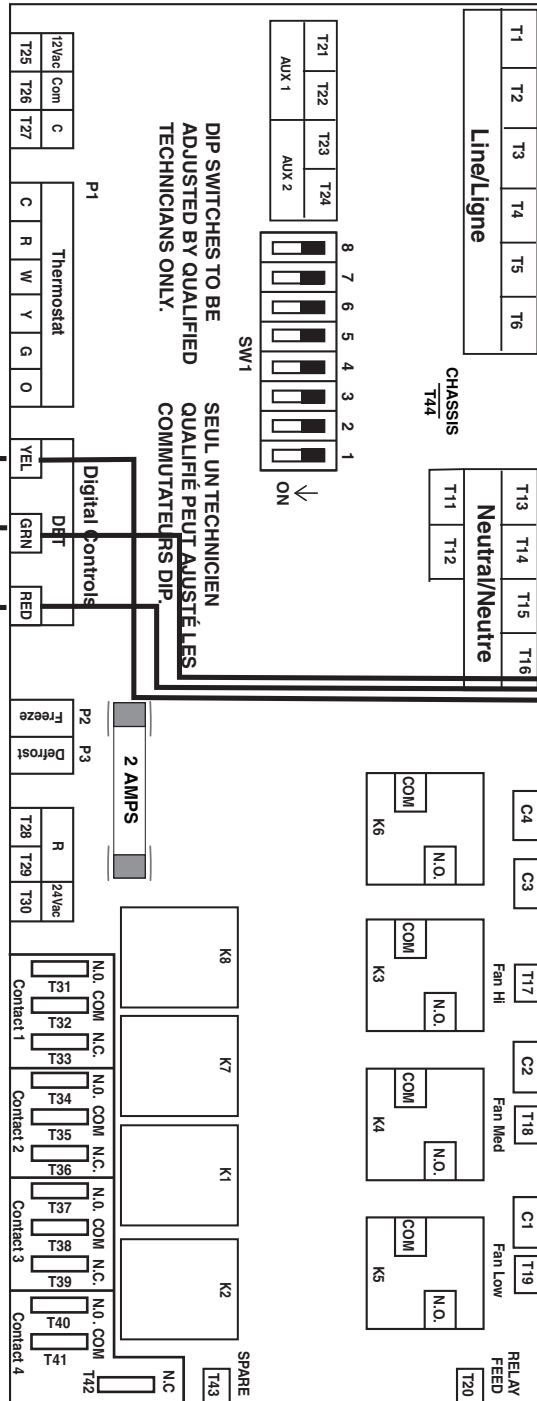 T1 T2 T3 T4 T5 T6
Line/Ligne
CHASSIS
T44
T13 T14 T15 T16
T11 T12
Neutral/Neutre
C4 C3 T17 C2 T18 C1 T19
Fan Hi
Fan Med
Fan Low
RELAY
FEED
T20
T21 T22 T23 T24
AUX 1 AUX 2
8 7 6 5 4 3 2 1
SW1
ON
COM N.O.
K6
COM N.O.
K3
COM N.O.
K4
COM N.O.
K5
DIP SWITCHES TO BE
ADJUSTED BY QUALIFIED
TECHNICIANS ONLY.
SEUL UN TECHNICIEN
QUALIFIÉ PEUT AJUSTÉ LES
COMMUTATEURS DIP.
2 AMPS
K8
K7
K1
K2
SPARE
T43
12Vac Com C
T25 T26 T27
P1
Thermostat
C R W Y G O
Digital Controls
DET
YEL GRN RED
P2 P3
Freeze Defrost
R 24Vac
T28 T29 T30
N.O. COM N.C.
T31 T32 T33
Contact 1
N.O. COM N.C.
T34 T35 T36
Contact 2
N.O. COM N.C.
T37 T38 T39
Contact 3
N.O. COM N.C
T40 T41 T42
Contact 4